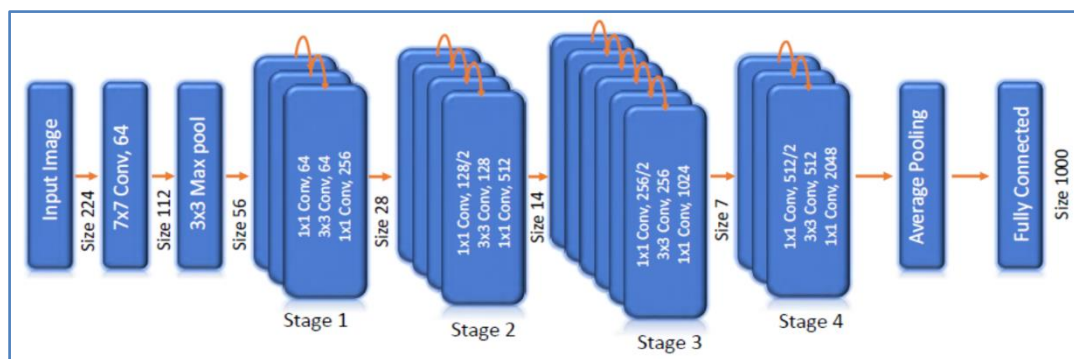 Input Image
Size 224
7x7 Conv, 64
Size 112
3x3 Max pool
Size 56
1x1 Conv, 64
3x3 Conv, 64
1x1 Conv, 256
Stage 1
Size 28
1x1 Conv, 128/2
3x3 Conv, 128
1x1 Conv, 512
Stage 2
Size 14
1x1 Conv, 256/2
3x3 Conv, 256
1x1 Conv, 1024
Stage 3
Size 7
1x1 Conv, 512/2
3x3 Conv, 512
1x1 Conv, 2048
Stage 4
Average Pooling
Fully Connected
Size 1000